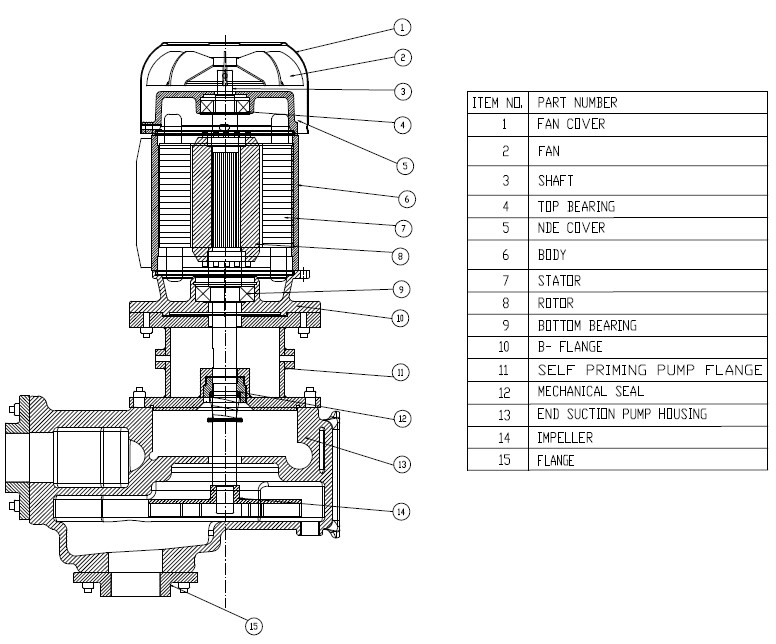 1
2
3
4
5
6
7
8
9
10
11
12
13
14
15
ITEM NO. PART NUMBER
1 FAN COVER
2 FAN
3 SHAFT
4 TOP BEARING
5 NDE COVER
6 BODY
7 STATOR
8 ROTOR
9 BOTTOM BEARING
10 B- FLANGE
11 SELF PRIMING PUMP FLANGE
12 MECHANICAL SEAL
13 END SUCTION PUMP HOUSING
14 IMPELLER
15 FLANGE